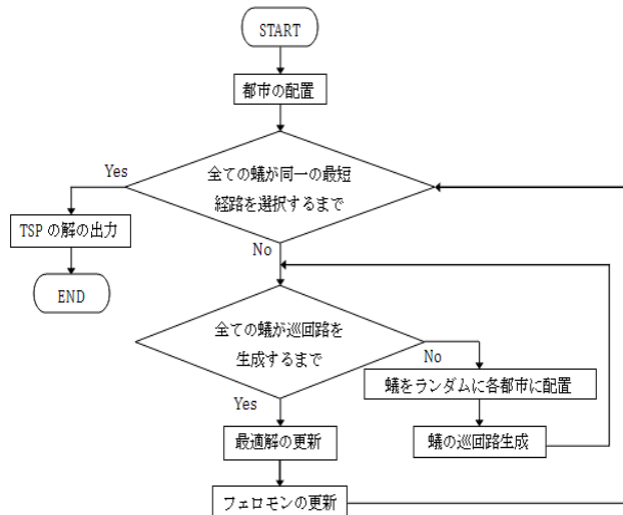 START
都市の配置
全ての蟻が同一の最短
経路を選択するまで
Yes
TSP の解の出力
END
No
全ての蟻が巡回路を
生成するまで
No
蟻をランダムに各都市に配置
蟻の巡回路生成
Yes
最適解の更新
フェロモンの更新